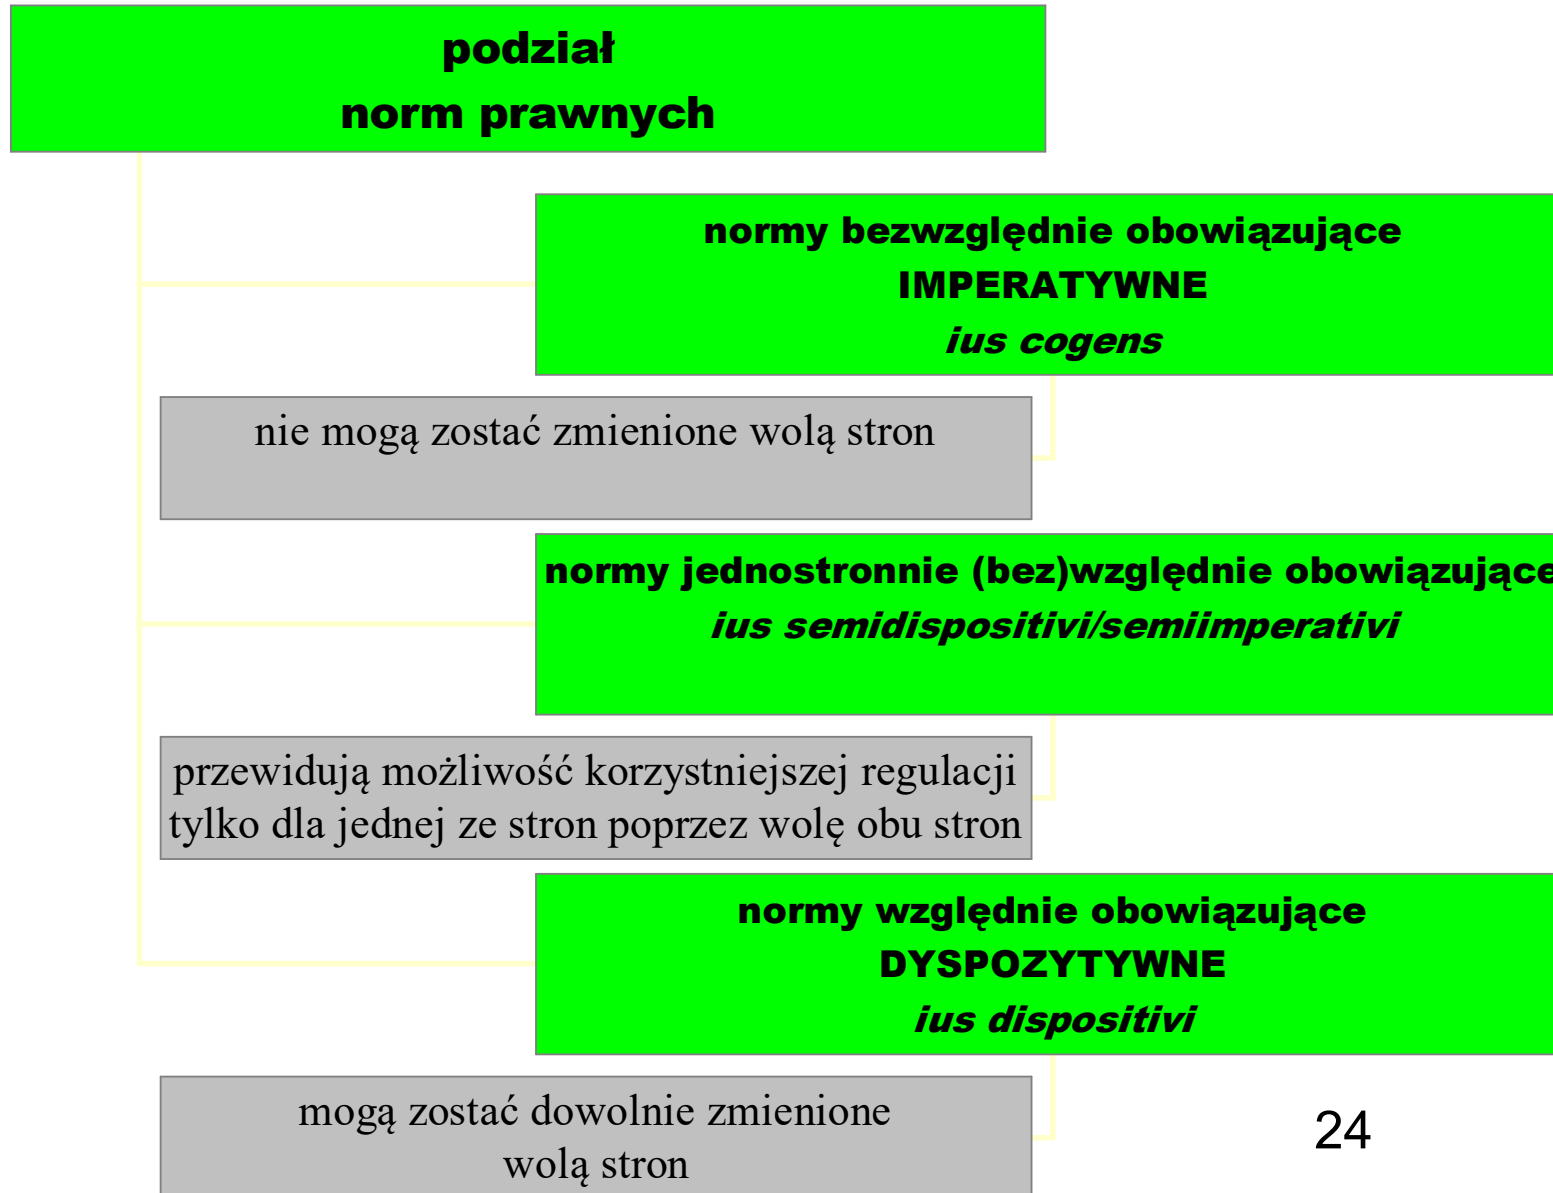 podział
norm prawnych
normy bezwzględnie obowiązujące
IMPERATYWNE
ius cogens
nie mogą zostać zmienione wolą stron
normy jednostronnie (bez)względnie obowiązujące
ius semidispositivi/semiimperativi
przewidują możliwość korzystniejszej regulacji
tylko dla jednej ze stron poprzez wolę obu stron
normy względnie obowiązujące
DYSPOZYTYWNE
ius dispositivi
mogą zostać dowolnie zmienione
wolą stron
24